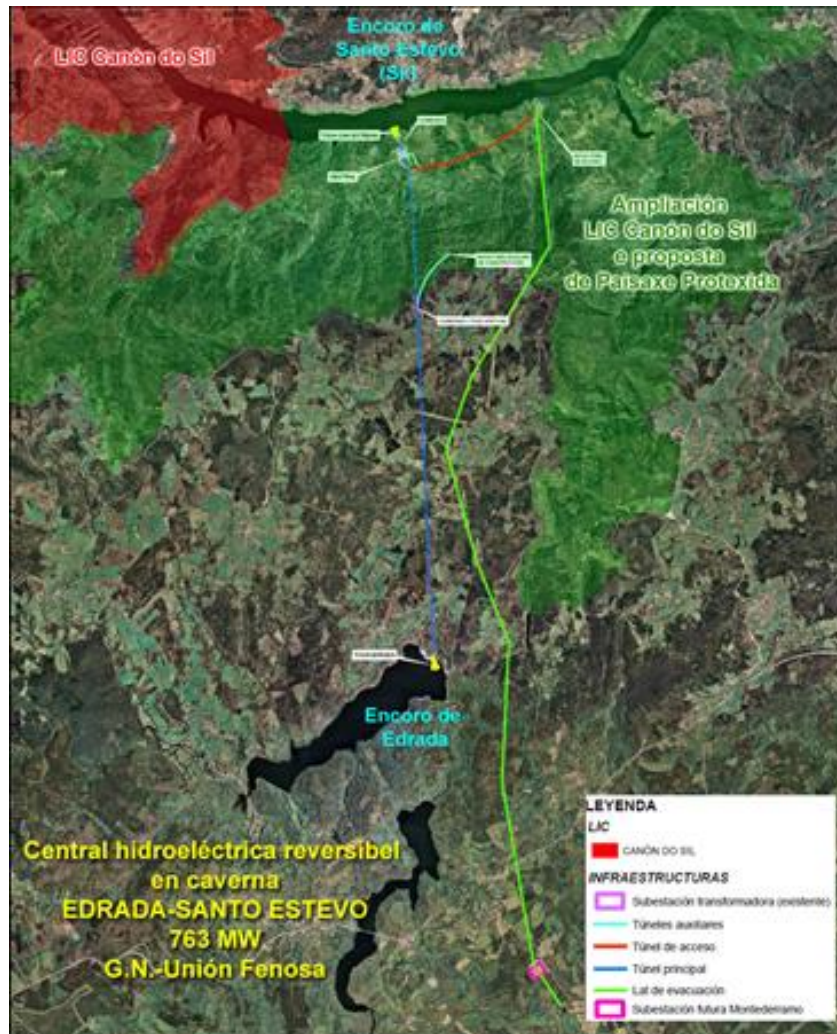 LIC Canón do Sil
Encoro de
Santo Estevo
(Sil)
Ampliación
LIC Canón do Sil
e proposta
de Paisaxe Protexida
Encoro de
Edrada
Central hidroeléctrica reversibel
en caverna
EDRADA-SANTO ESTEVO
763 MW
G.N.-Unión Fenosa
LEYENDA
LIC
CANÓN DO SIL
INFRAESTRUCTURAS
Subestación transformadora (existente)
Túneles auxiliares
Túnel de acceso
Túnel principal
Lat de evacuación
Subestación futura Montederramo